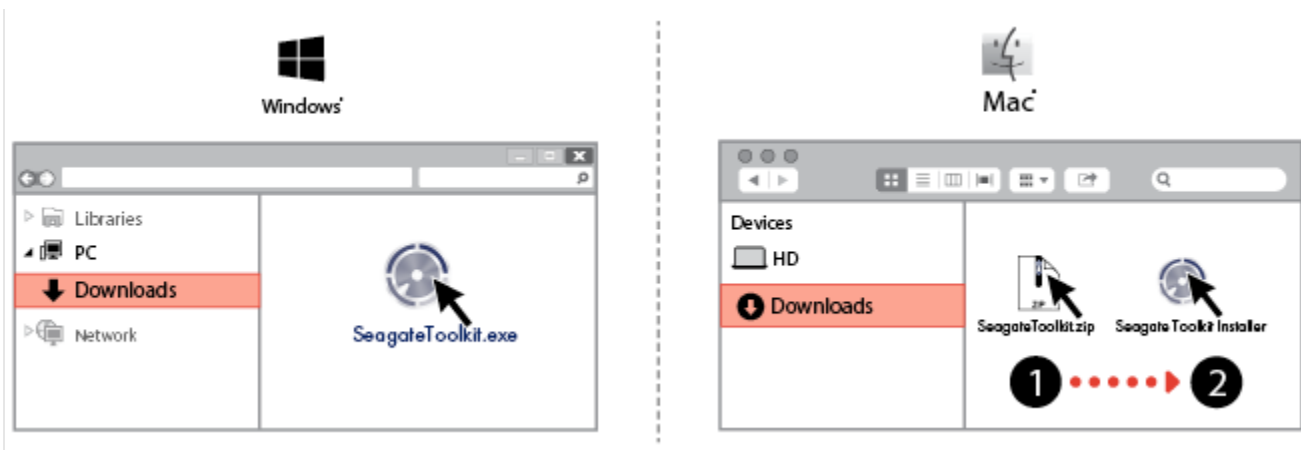 Windows®
Libraries
PC
Downloads
Network
SeagateToolkit.exe
Mac®
Devices
HD
Downloads
ZIP
SeagateToolkit.zip
Seagate Toolkit Installer
1
2